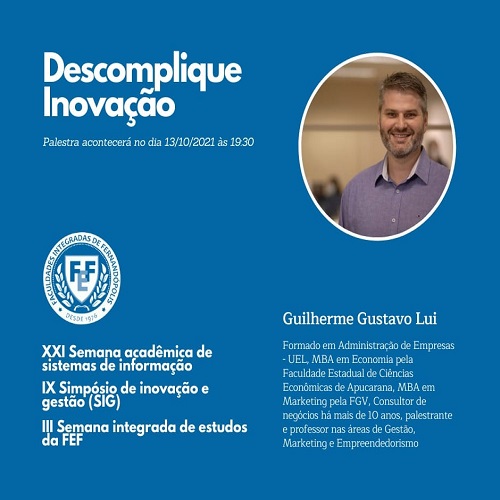 Descomplique
Inovação
Palestra acontecerá no dia 13/10/2021 às 19:30
FACULDADES INTEGRADAS DE FERNANDÓPOLIS
FEF
DESDE 1976
XXI Semana acadêmica de
sistemas de informação
IX Simpósio de inovação e
gestão (SIG)
III Semana integrada de estudos
da FEF
Guilherme Gustavo Lui
Formado em Administração de Empresas
- UEL, MBA em Economia pela
Faculdade Estadual de Ciências
Econômicas de Apucarana, MBA em
Marketing pela FGV, Consultor de
negócios há mais de 10 anos, palestrante
e professor nas áreas de Gestão,
Marketing e Empreendedorismo